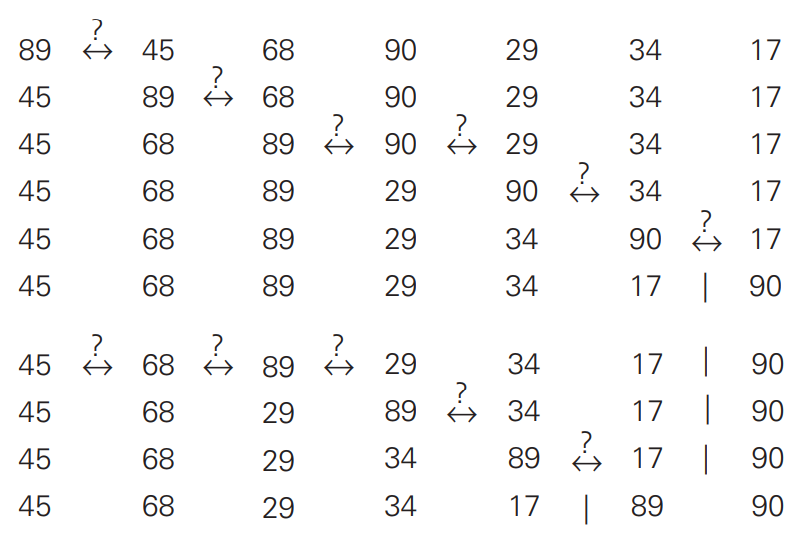 89 ?↔ 45 68 90 29 34 17
45 89 ?↔ 68 90 29 34 17
45 68 89 ?↔ 90 ?↔ 29 34 17
45 68 89 29 90 ?↔ 34 17
45 68 89 29 34 90 ?↔ 17
45 68 89 29 34 17 | 90
45 ?↔ 68 ?↔ 89 ?↔ 29 34 17 | 90
45 68 29 89 ?↔ 34 17 | 90
45 68 29 34 89 ?↔ 17 | 90
45 68 29 34 17 | 89 90